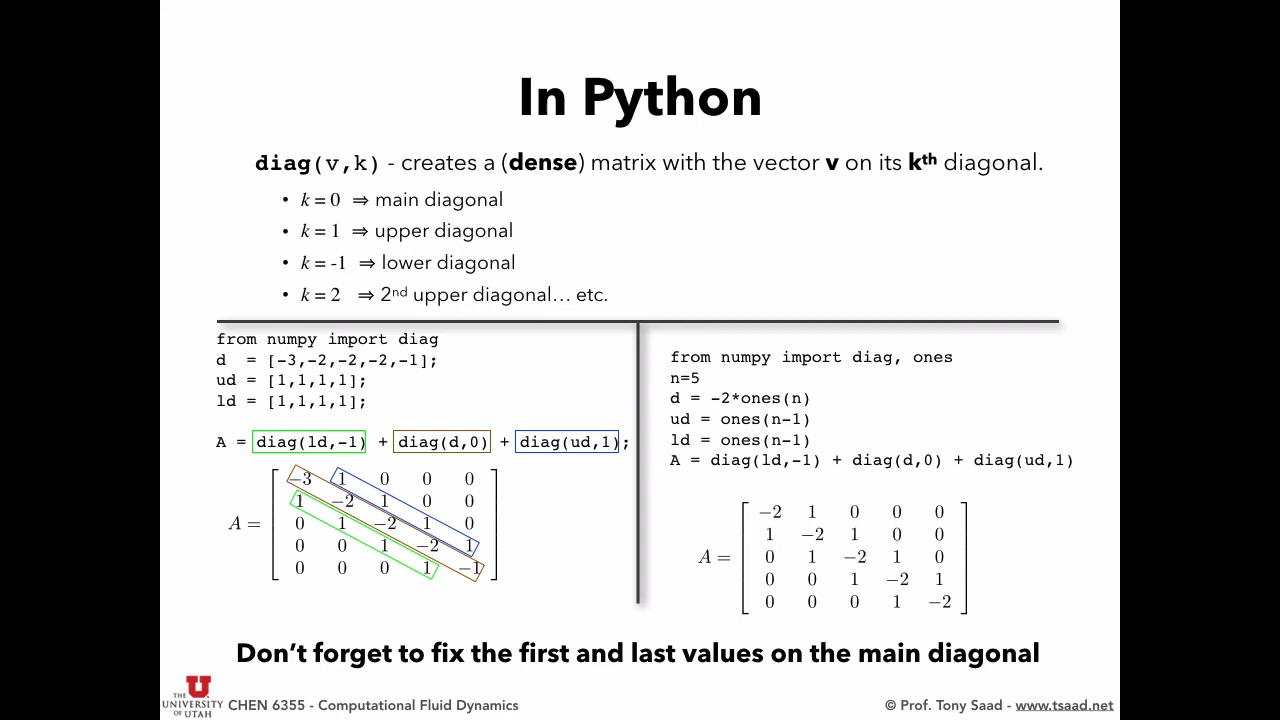 In Python
diag(v,k) - creates a (dense) matrix with the vector v on its kth diagonal.
• k = 0 ⇒ main diagonal
• k = 1 ⇒ upper diagonal
• k = -1 ⇒ lower diagonal
• k = 2 ⇒ 2nd upper diagonal… etc.
from numpy import diag
d = [-3,-2,-2,-2,-1];
ud = [1,1,1,1];
ld = [1,1,1,1];
A = diag(ld,-1) + diag(d,0) + diag(ud,1);
A =
−3 1 0 0 0
1 −2 1 0 0
0 1 −2 1 0
0 0 1 −2 1
0 0 0 1 −1
from numpy import diag, ones
n=5
d = -2*ones(n)
ud = ones(n-1)
ld = ones(n-1)
A = diag(ld,-1) + diag(d,0) + diag(ud,1)
A =
−2 1 0 0 0
1 −2 1 0 0
0 1 −2 1 0
0 0 1 −2 1
0 0 0 1 −2
Don’t forget to fix the first and last values on the main diagonal
U
THE
UNIVERSITY
OF UTAH
CHEN 6355 - Computational Fluid Dynamics
© Prof. Tony Saad - www.tsaad.net